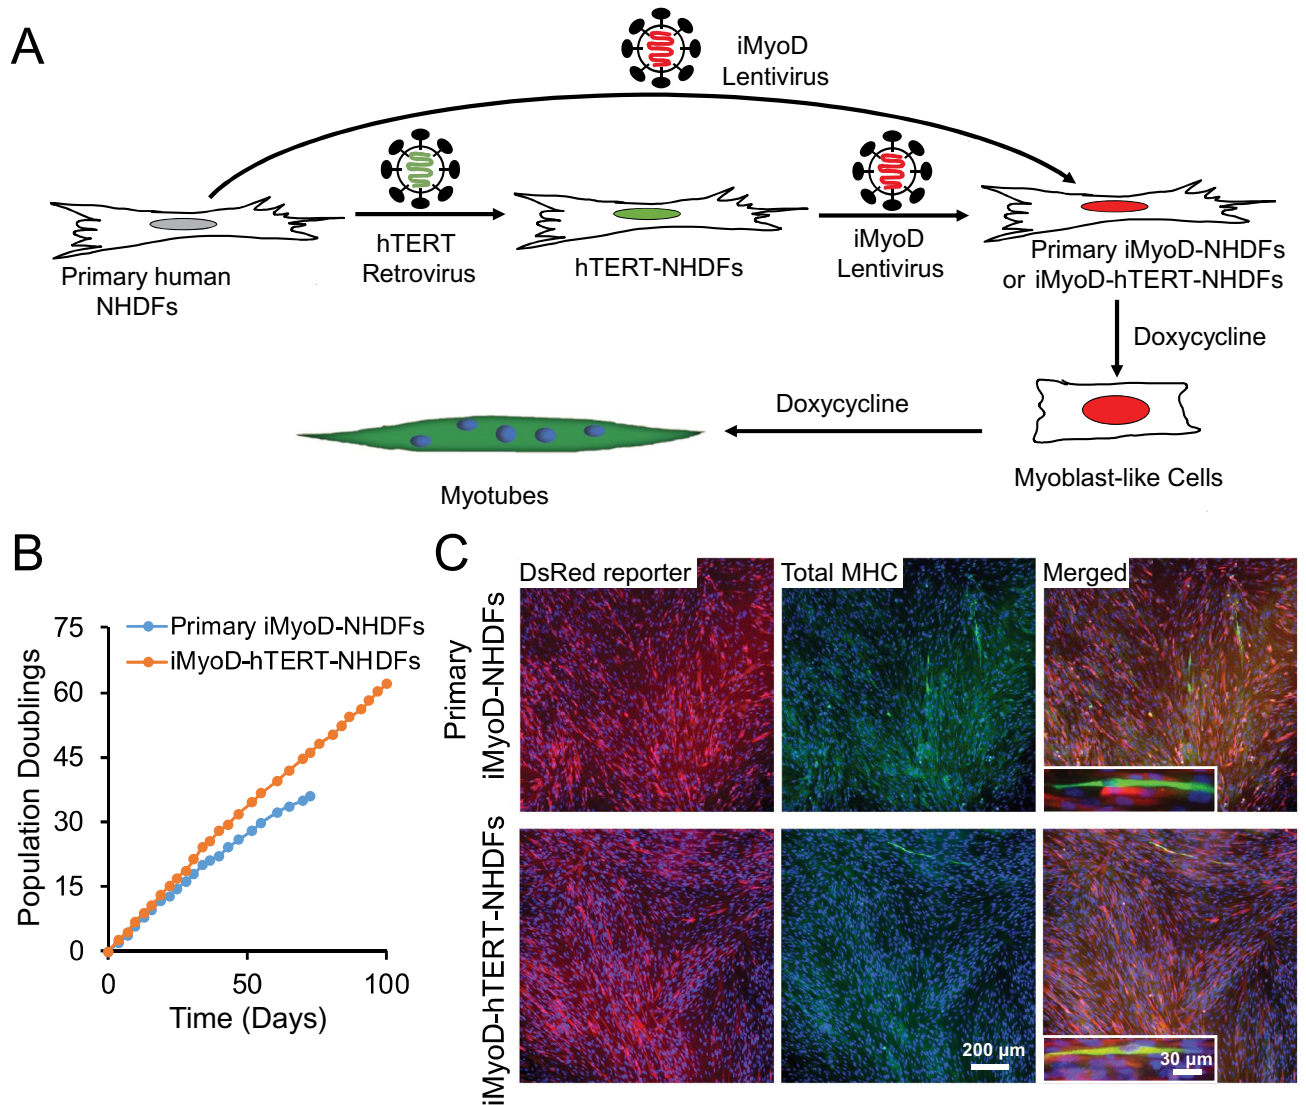 A
iMyoD
Lentivirus
hTERT
Retrovirus
iMyoD
Lentivirus
Primary human
NHDFs
hTERT-NHDFs
Primary iMyoD-NHDFs
or iMyoD-hTERT-NHDFs
Doxycycline
Doxycycline
Myotubes
Myoblast-like Cells
B
Primary iMyoD-NHDFs
iMyoD-hTERT-NHDFs
Population Doublings
75
60
45
30
15
0
0
50
100
Time (Days)
C
DsRed reporter
Total MHC
Merged
Primary
iMyoD-NHDFs
iMyoD-hTERT-NHDFs
200 µm
30 µm